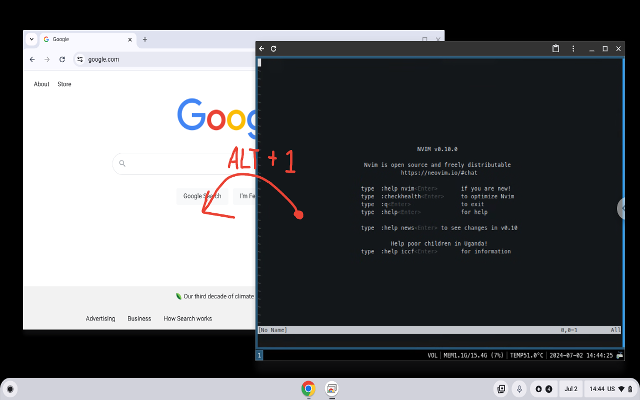 Google
google.com
About
Store
Goog
ALT + 1
Google Search
I'm Fe
Our third decade of climate
Advertising
Business
How Search works
NVIM v0.10.0
Nvim is open source and freely distributable
https://neovim.io/#chat
type :help nvim<Enter> if you are new!
type :checkhealth<Enter> to optimize Nvim
type :q<Enter> to exit
type :help<Enter> for help
type :help news<Enter> to see changes in v0.10
Help poor children in Uganda!
type :help iccf<Enter> for information
[No Name] 0,0-1 All
1 VOL | MEM1.1G/15.4G (7%) | TEMP51.0°C | 2024-07-02 14:44:25
Jul 2 14:44 US